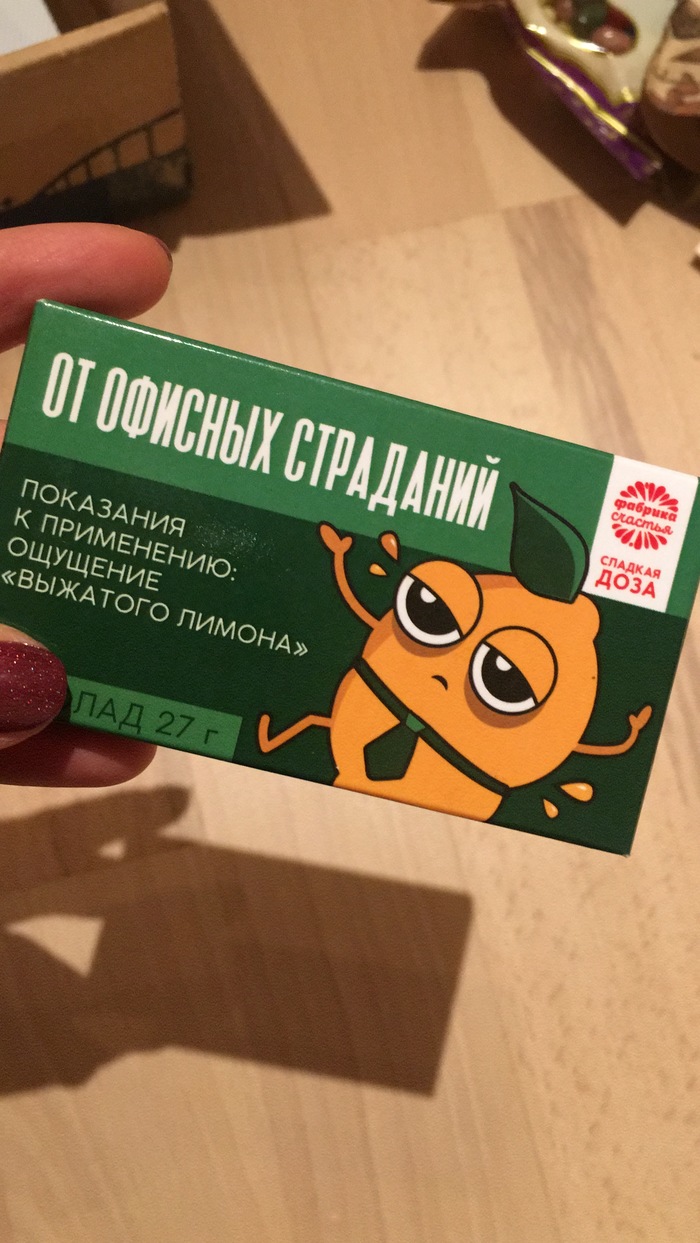 ОТ ОФИСНЫХ СТРАДАНИЙ
ПОКАЗАНИЯ
К ПРИМЕНЕНИЮ:
ОЩУЩЕНИЕ
«ВЫЖАТОГО ЛИМОНА»
ЛАД 27 г
фабрика
счастья
СЛАДКАЯ
ДОЗА